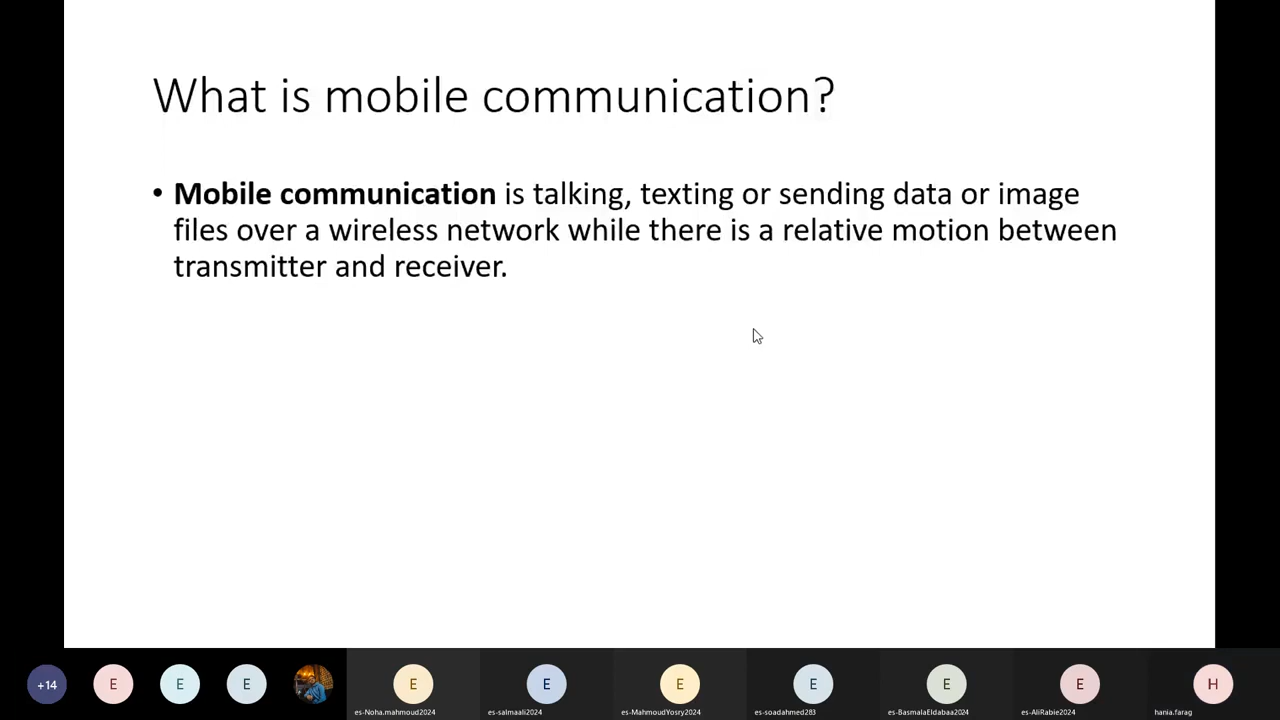 What is mobile communication?
• Mobile communication is talking, texting or sending data or image
files over a wireless network while there is a relative motion between
transmitter and receiver.
+14
E
E
E
E
E
E
E
E
E
H
es-Noha.mahmoud2024
es-salmaali2024
es-MahmoudYosry2024
es-soadahmed283
es-BasmalaEldabaa2024
es-AliRabie2024
hania.farag